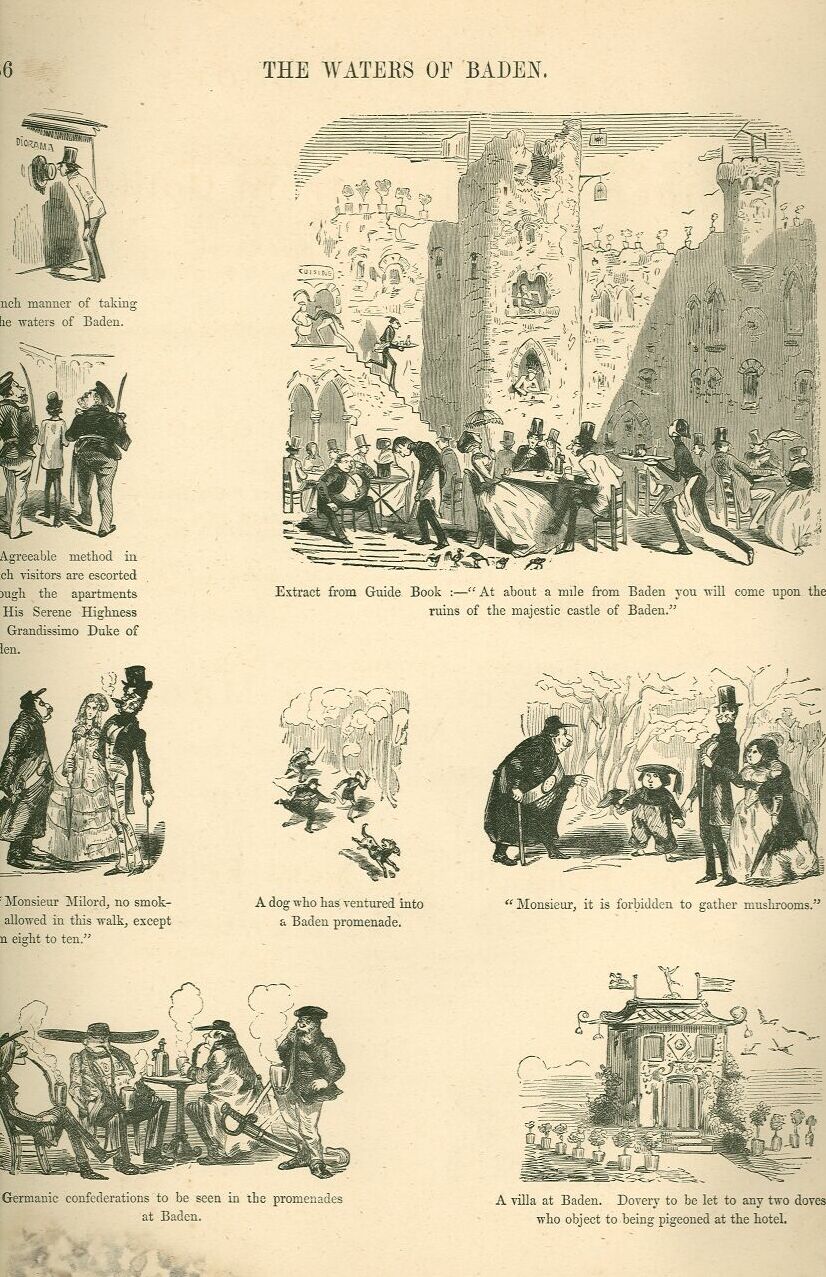 6
THE WATERS OF BADEN.
DIORAMA
nch manner of taking
he waters of Baden.
CUISINE
Extract from Guide Book :—“ At about a mile from Baden you will come upon the
ruins of the majestic castle of Baden.”
Agreeable method in
ch visitors are escorted
ough the apartments
His Serene Highness
Grandissimo Duke of
den.
“ Monsieur Milord, no smok-
allowed in this walk, except
m eight to ten.”
A dog who has ventured into
a Baden promenade.
“ Monsieur, it is forbidden to gather mushrooms.”
Germanic confederations to be seen in the promenades
at Baden.
A villa at Baden. Dovery to be let to any two doves
who object to being pigeoned at the hotel.